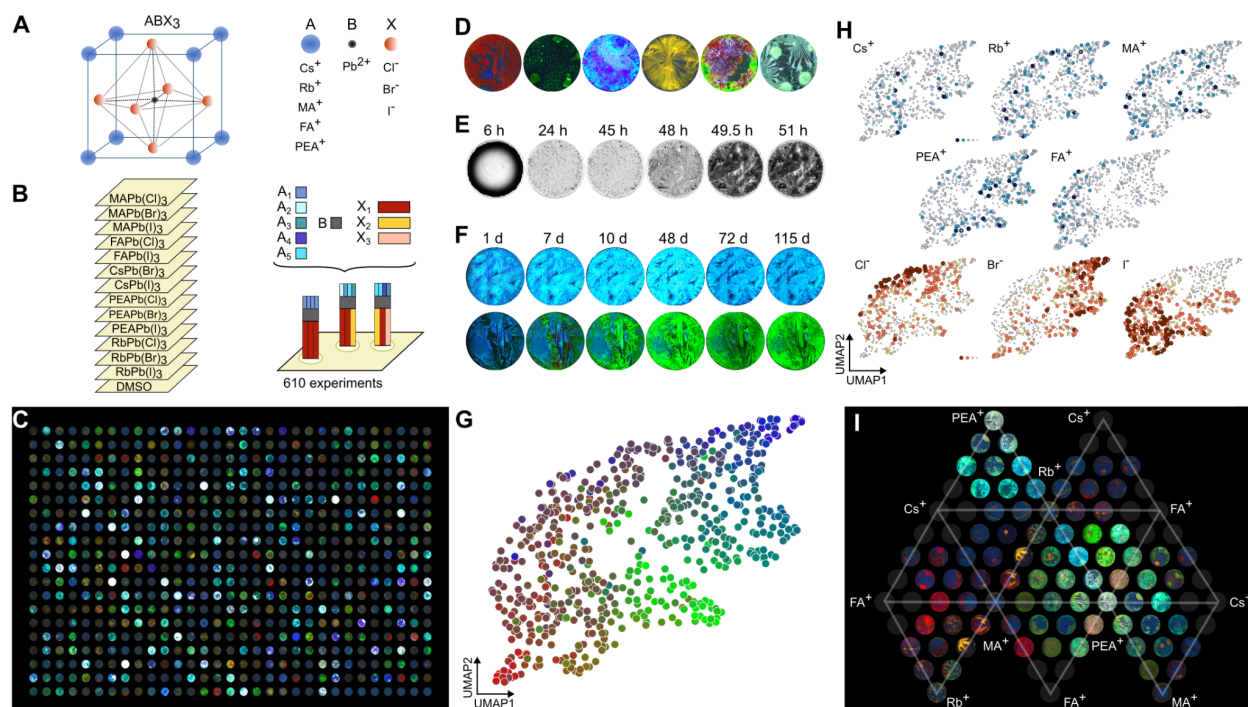 A
ABX3
A B X
Cs+ Pb2+ Cl-
Rb+ Br-
MA+ I-
FA+
PEA+
B
MAPb(Cl)3
MAPb(Br)3
MAPb(I)3
FAPb(Cl)3
FAPb(I)3
CsPb(Br)3
CsPb(I)3
PEAPb(Cl)3
PEAPb(Br)3
PEAPb(I)3
RbPb(Cl)3
RbPb(Br)3
RbPb(I)3
DMSO
A1
A2
A3
A4
A5
B
X1
X2
X3
610 experiments
C
D
E
6 h 24 h 45 h 48 h 49.5 h 51 h
F
1 d 7 d 10 d 48 d 72 d 115 d
G
UMAP2
UMAP1
H
Cs+ Rb+ MA+
PEA+ FA+
Cl- Br- I-
UMAP2
UMAP1
I
PEA+ Cs+
Rb+
Cs+ FA+
FA+ Cs+
MA+ PEA+
Rb+ FA+ MA+